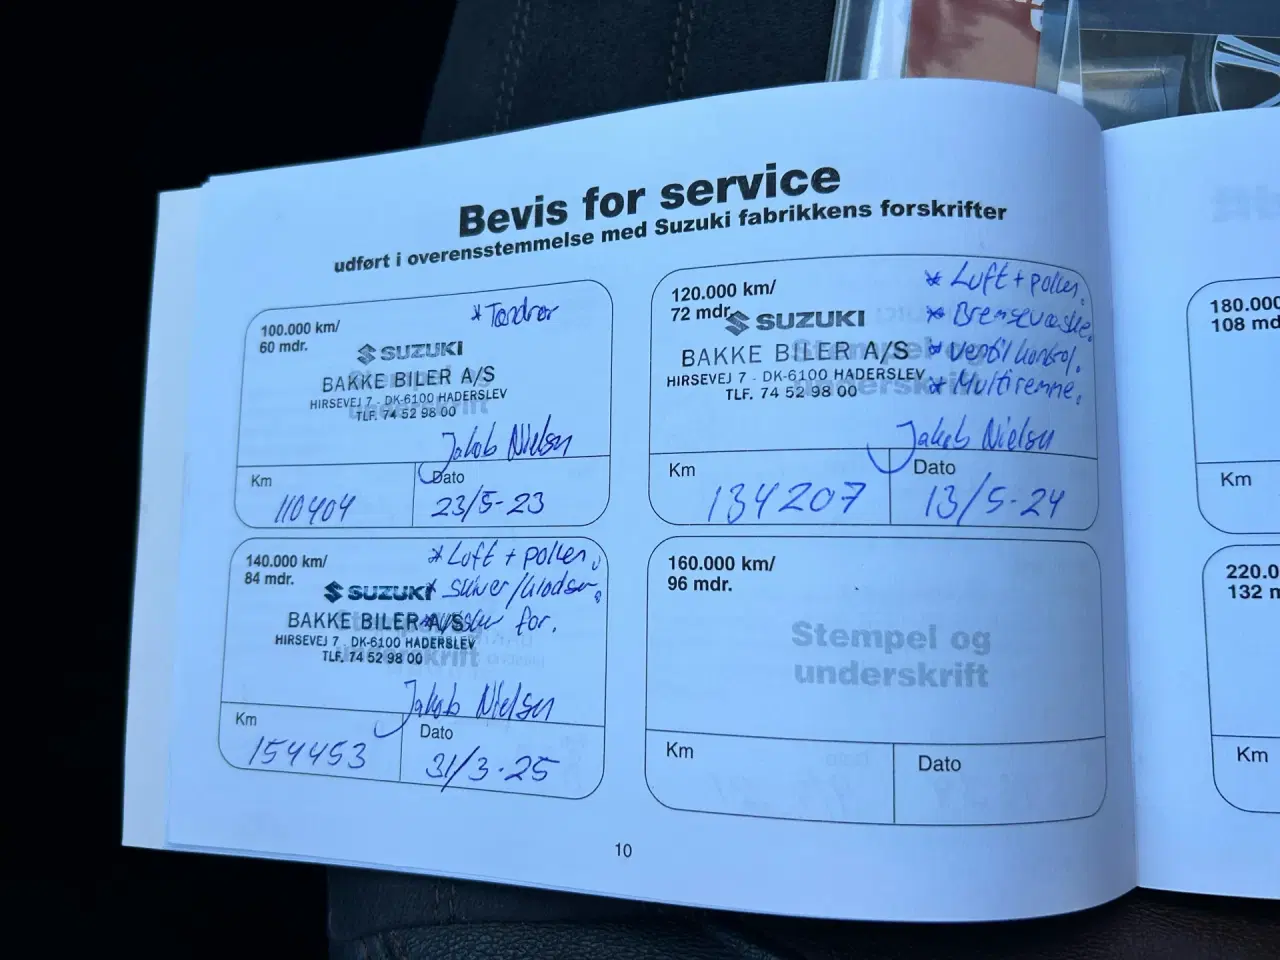 Bevis for service
udført i overensstemmelse med Suzuki fabrikkens forskrifter
100.000 km/
60 mdr.
* Tændrør
SUZUKI
BAKKE BILER A/S
HIRSEVEJ 7 - DK-6100 HADERSLEV
TLF. 74 52 98 00
Jakob Nielsen
Km
110404
Dato
23/5-23
120.000 km/
72 mdr.
* Luft + pollen.
* Bremsevæske.
* Ventil kontrol.
* Multiremme.
SUZUKI
Stempel og
underskrift
BAKKE BILER A/S
HIRSEVEJ 7 - DK-6100 HADERSLEV
TLF. 74 52 98 00
Jakob Nielsen
Km
134207
Dato
13/5-24
140.000 km/
84 mdr.
* Luft + pollen.
* Skiver/klodser.
for.
SUZUKI
BAKKE BILER A/S
HIRSEVEJ 7 - DK-6100 HADERSLEV
TLF. 74 52 98 00
Jakob Nielsen
Km
154453
Dato
31/3-25
160.000 km/
96 mdr.
Stempel og
underskrift
Km
Dato
10
180.000
108 md
Km
220.0
132 m
Km